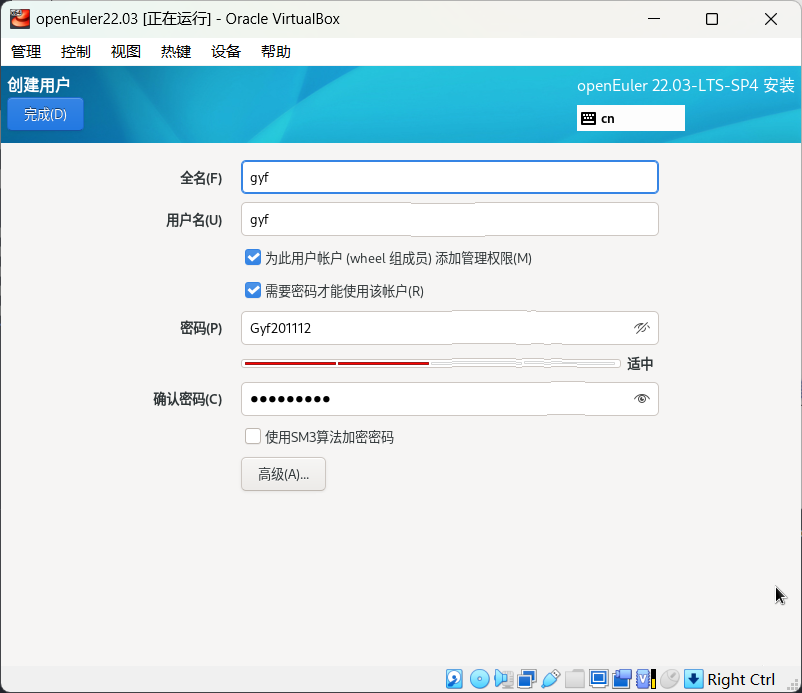 openEuler22.03 [正在运行] - Oracle VirtualBox
管理 控制 视图 热键 设备 帮助
创建用户
openEuler 22.03-LTS-SP4 安装
完成(D)
cn
全名(F) gyf
用户名(U) gyf
为此用户帐户 (wheel 组成员) 添加管理权限(M)
需要密码才能使用该帐户(R)
密码(P) Gyf201112
适中
确认密码(C) ●●●●●●●●●
使用SM3算法加密密码
高级(A)...
Right Ctrl